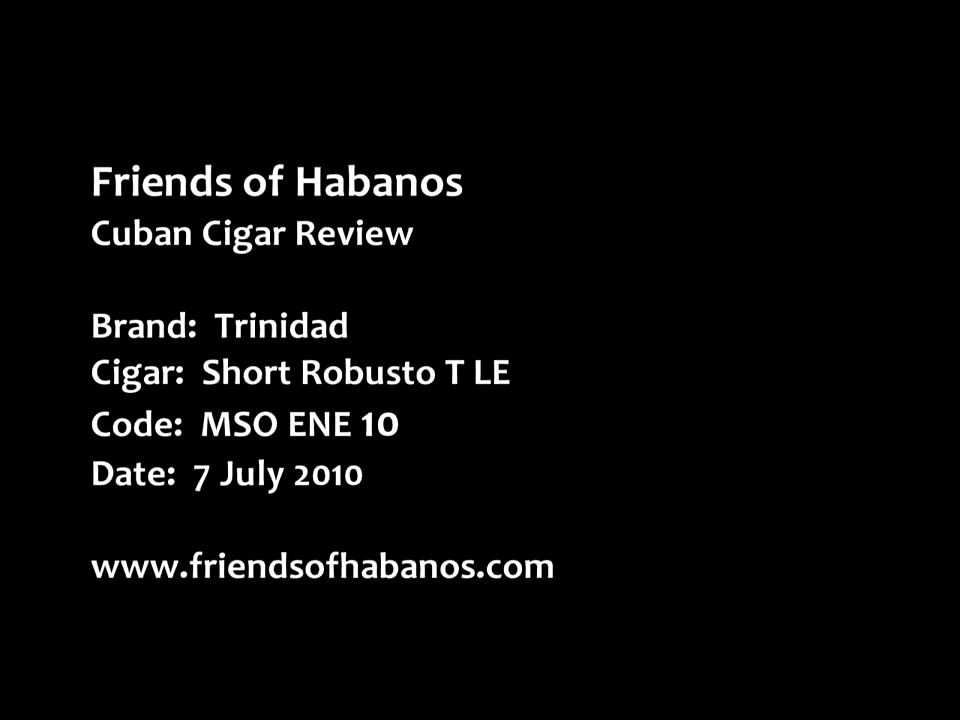 Friends of Habanos
Cuban Cigar Review
Brand: Trinidad
Cigar: Short Robusto T LE
Code: MSO ENE 10
Date: 7 July 2010
www.friendsofhabanos.com